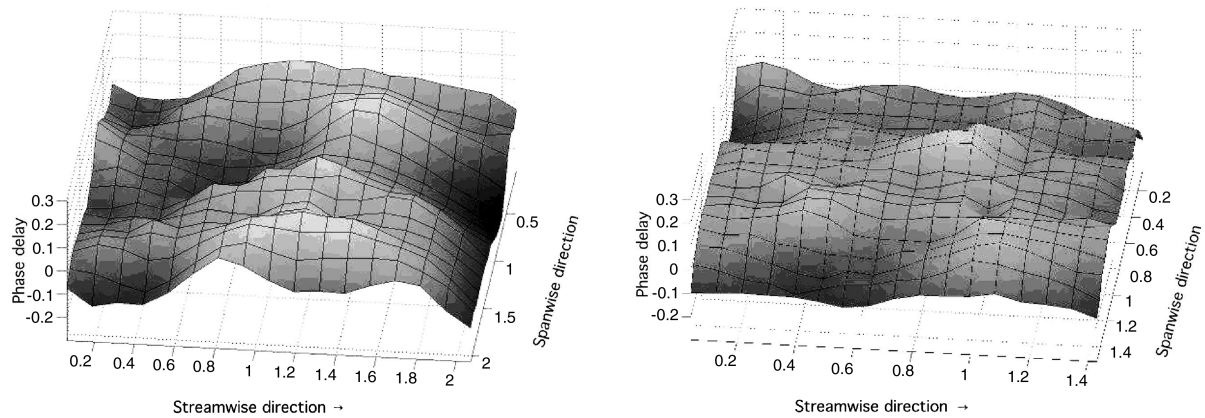 0.3
0.2
0.1
0
-0.1
-0.2
Phase delay
0.2 0.4 0.6 0.8 1 1.2 1.4 1.6 1.8 2
Streamwise direction →
0.5
1
1.5
2
Spanwise direction
0.3
0.2
0.1
0
-0.1
-0.2
Phase delay
0.2 0.4 0.6 0.8 1 1.2 1.4
Streamwise direction →
0.2
0.4
0.6
0.8
1
1.2
1.4
Spanwise direction